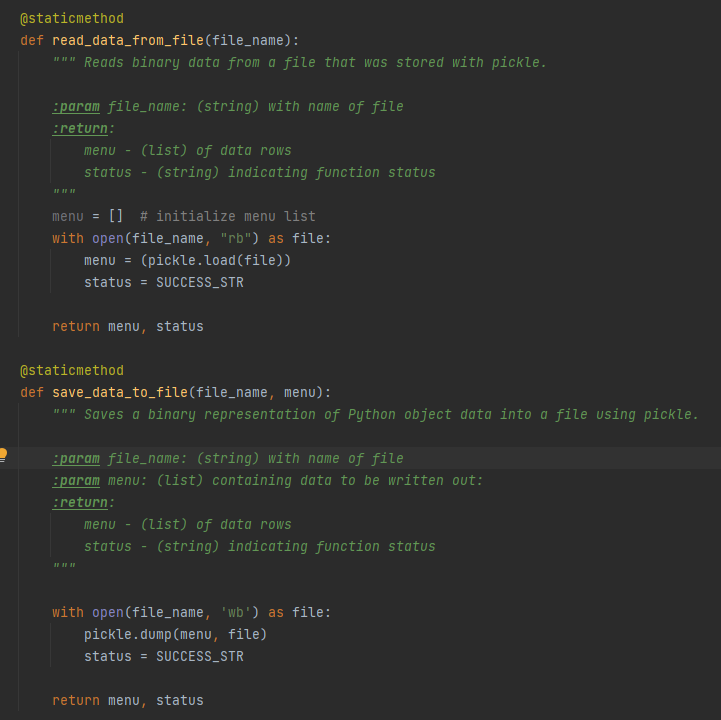 @staticmethod
def read_data_from_file(file_name):
    """ Reads binary data from a file that was stored with pickle.

    :param file_name: (string) with name of file
    :return:
        menu - (list) of data rows
        status - (string) indicating function status
    """
    menu = []  # initialize menu list
    with open(file_name, "rb") as file:
        menu = (pickle.load(file))
        status = SUCCESS_STR

    return menu, status

@staticmethod
def save_data_to_file(file_name, menu):
    """ Saves a binary representation of Python object data into a file using pickle.

    :param file_name: (string) with name of file
    :param menu: (list) containing data to be written out:
    :return:
        menu - (list) of data rows
        status - (string) indicating function status
    """

    with open(file_name, 'wb') as file:
        pickle.dump(menu, file)
        status = SUCCESS_STR

    return menu, status